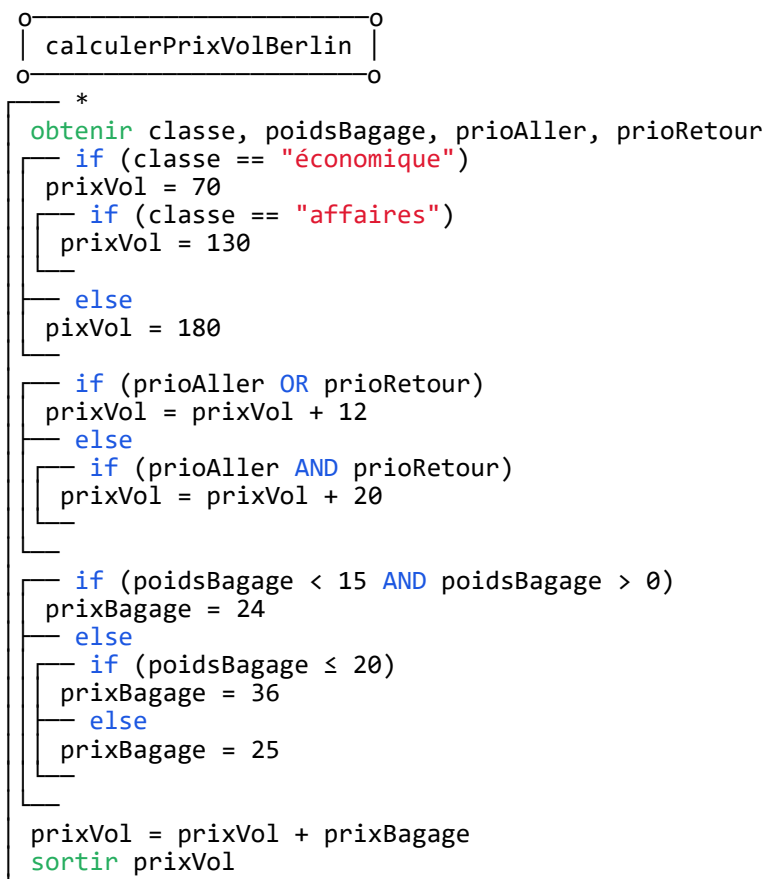 calculerPrixVolBerlin
*
obtenir classe, poidsBagage, prioAller, prioRetour
if (classe == "économique")
prixVol = 70
if (classe == "affaires")
prixVol = 130
else
pixVol = 180
if (prioAller OR prioRetour)
prixVol = prixVol + 12
else
if (prioAller AND prioRetour)
prixVol = prixVol + 20
if (poidsBagage < 15 AND poidsBagage > 0)
prixBagage = 24
else
if (poidsBagage ≤ 20)
prixBagage = 36
else
prixBagage = 25
prixVol = prixVol + prixBagage
sortir prixVol